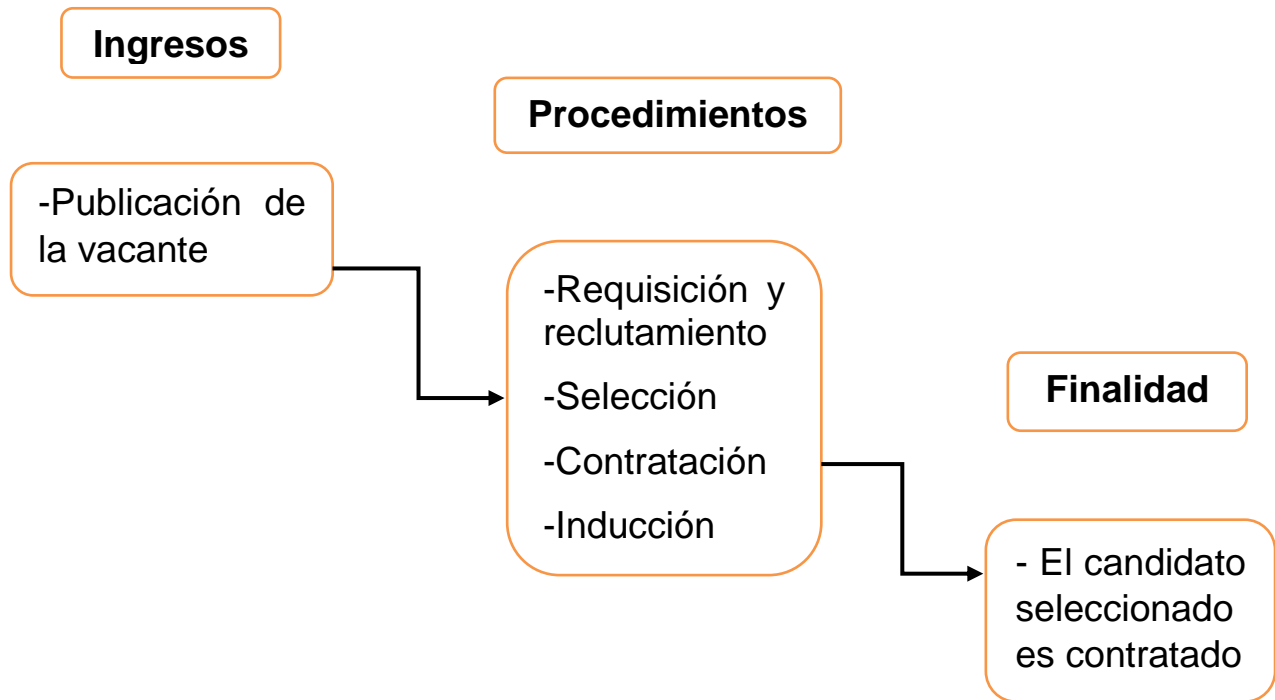 Ingresos
Procedimientos
-Publicación de
la vacante
-Requisición y
reclutamiento
-Selección
-Contratación
-Inducción
Finalidad
- El candidato
seleccionado
es contratado